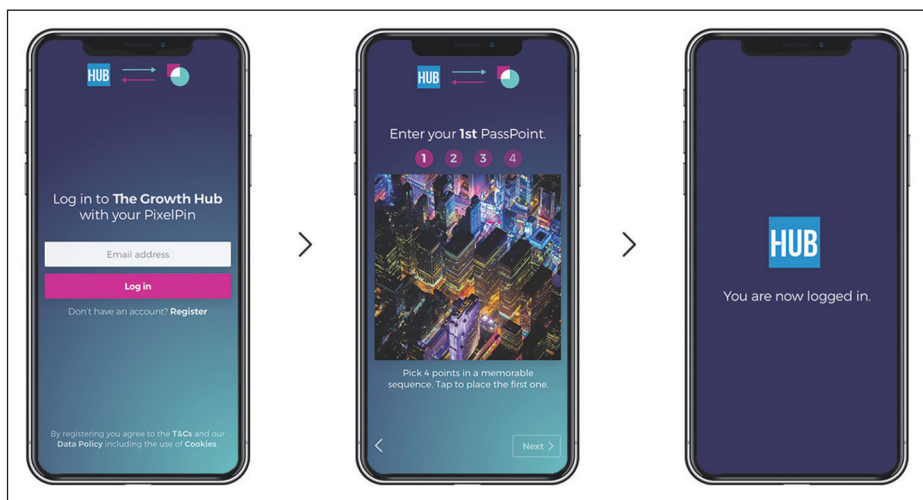 HUB
Log in to The Growth Hub
with your PixelPin
Email address
Log in
Don't have an account? Register
By registering you agree to the T&Cs and our
Data Policy including the use of Cookies.
HUB
Enter your 1st PassPoint.
1 2 3 4
Pick 4 points in a memorable
sequence. Tap to place the first one.
Next >
HUB
You are now logged in.